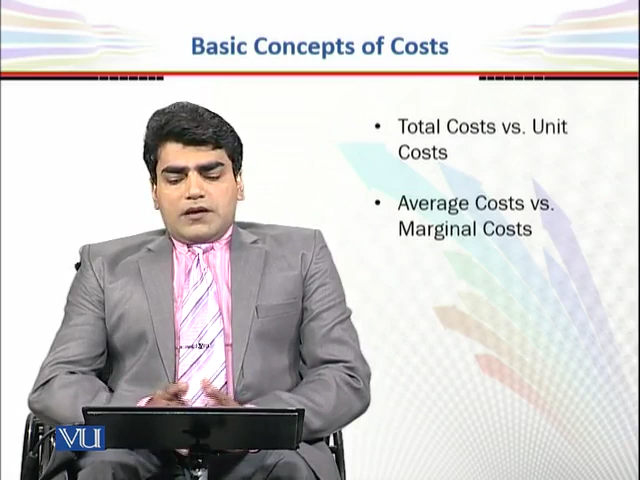 Basic Concepts of Costs
• Total Costs vs. Unit
Costs
• Average Costs vs.
Marginal Costs
VU